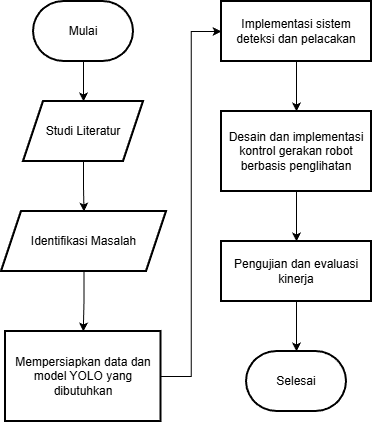 Mulai
Studi Literatur
Identifikasi Masalah
Mempersiapkan data dan
model YOLO yang
dibutuhkan
Implementasi sistem
deteksi dan pelacakan
Desain dan implementasi
kontrol gerakan robot
berbasis penglihatan
Pengujian dan evaluasi
kinerja
Selesai